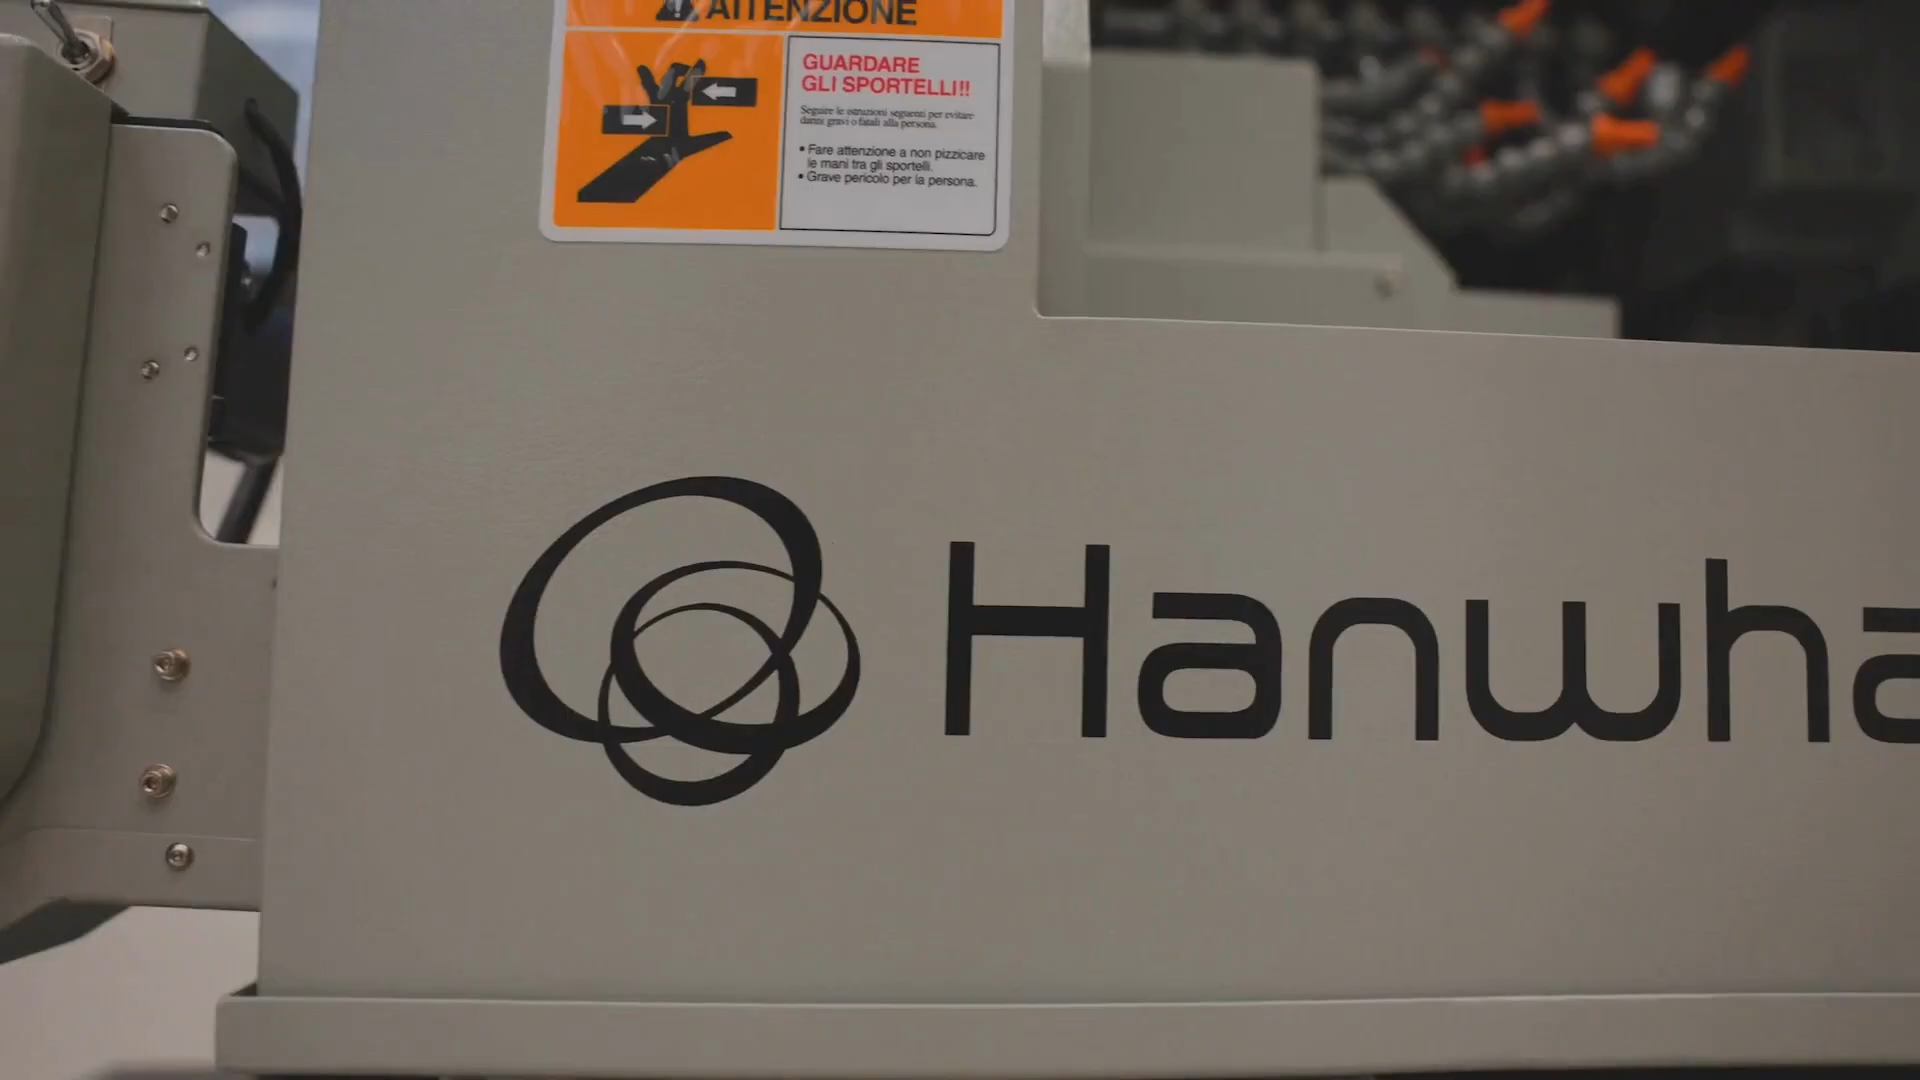 ATTENZIONE
GUARDARE
GLI SPORTELLI!!
Seguire le istruzioni seguenti per evitare
danni gravi o fatali alla persona.
• Fare attenzione a non pizzicare
le mani tra gli sportelli.
• Grave pericolo per la persona.
Hanwha